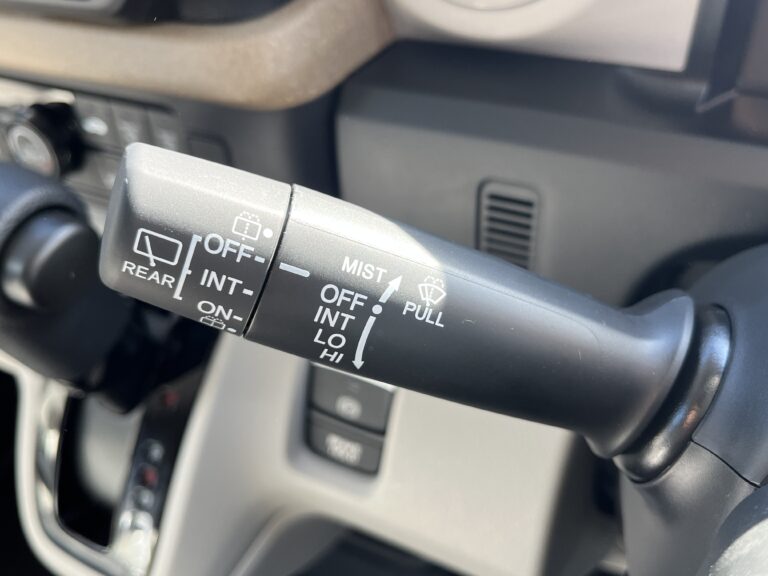 REAR
OFF
INT
ON
MIST
OFF
INT
LO
HI
PULL